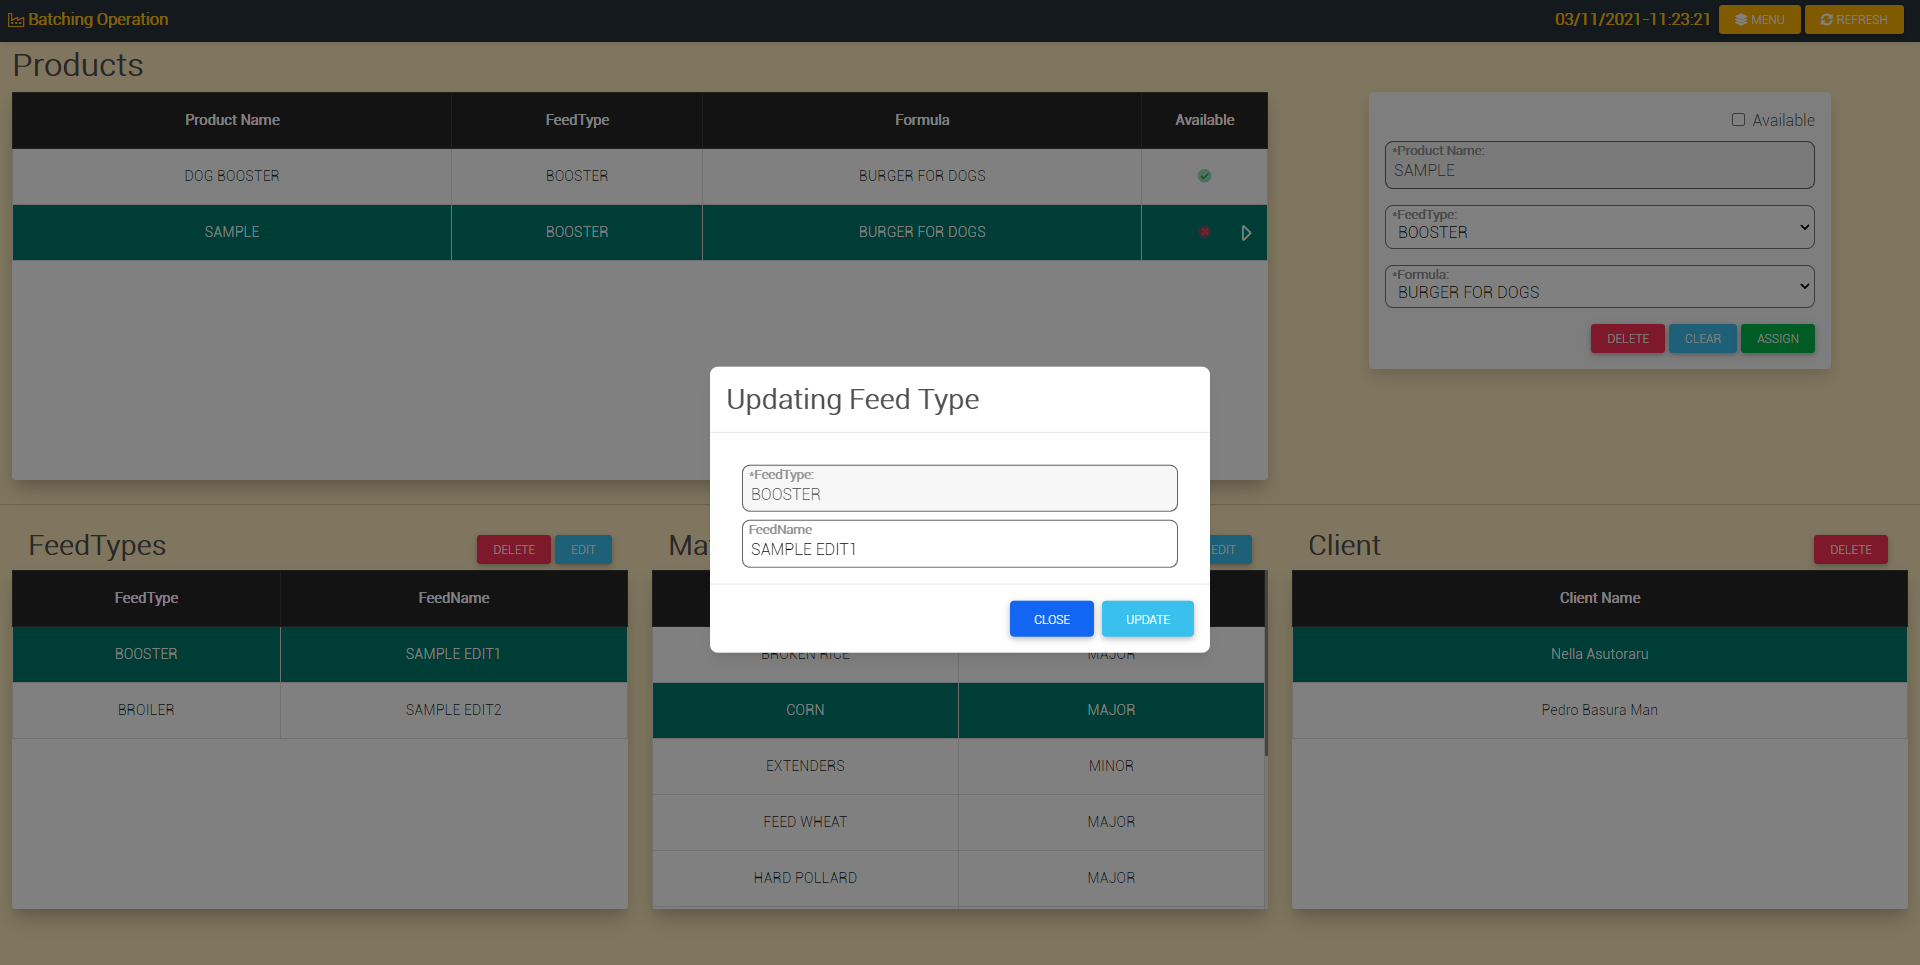 Batching Operation
03/11/2021-11:23:21 MENU REFRESH
Products
Product Name FeedType Formula Available
DOG BOOSTER BOOSTER BURGER FOR DOGS
SAMPLE BOOSTER BURGER FOR DOGS
Available
*Product Name:
SAMPLE
*FeedType:
BOOSTER
*Formula:
BURGER FOR DOGS
DELETE CLEAR ASSIGN
Updating Feed Type
*FeedType:
BOOSTER
FeedName
SAMPLE EDIT1
CLOSE UPDATE
FeedTypes DELETE EDIT
FeedType FeedName
BOOSTER SAMPLE EDIT1
BROILER SAMPLE EDIT2
Ma EDIT
BROKEN RICE MAJOR
CORN MAJOR
EXTENDERS MINOR
FEED WHEAT MAJOR
HARD POLLARD MAJOR
Client DELETE
Client Name
Nella Asutoraru
Pedro Basura Man